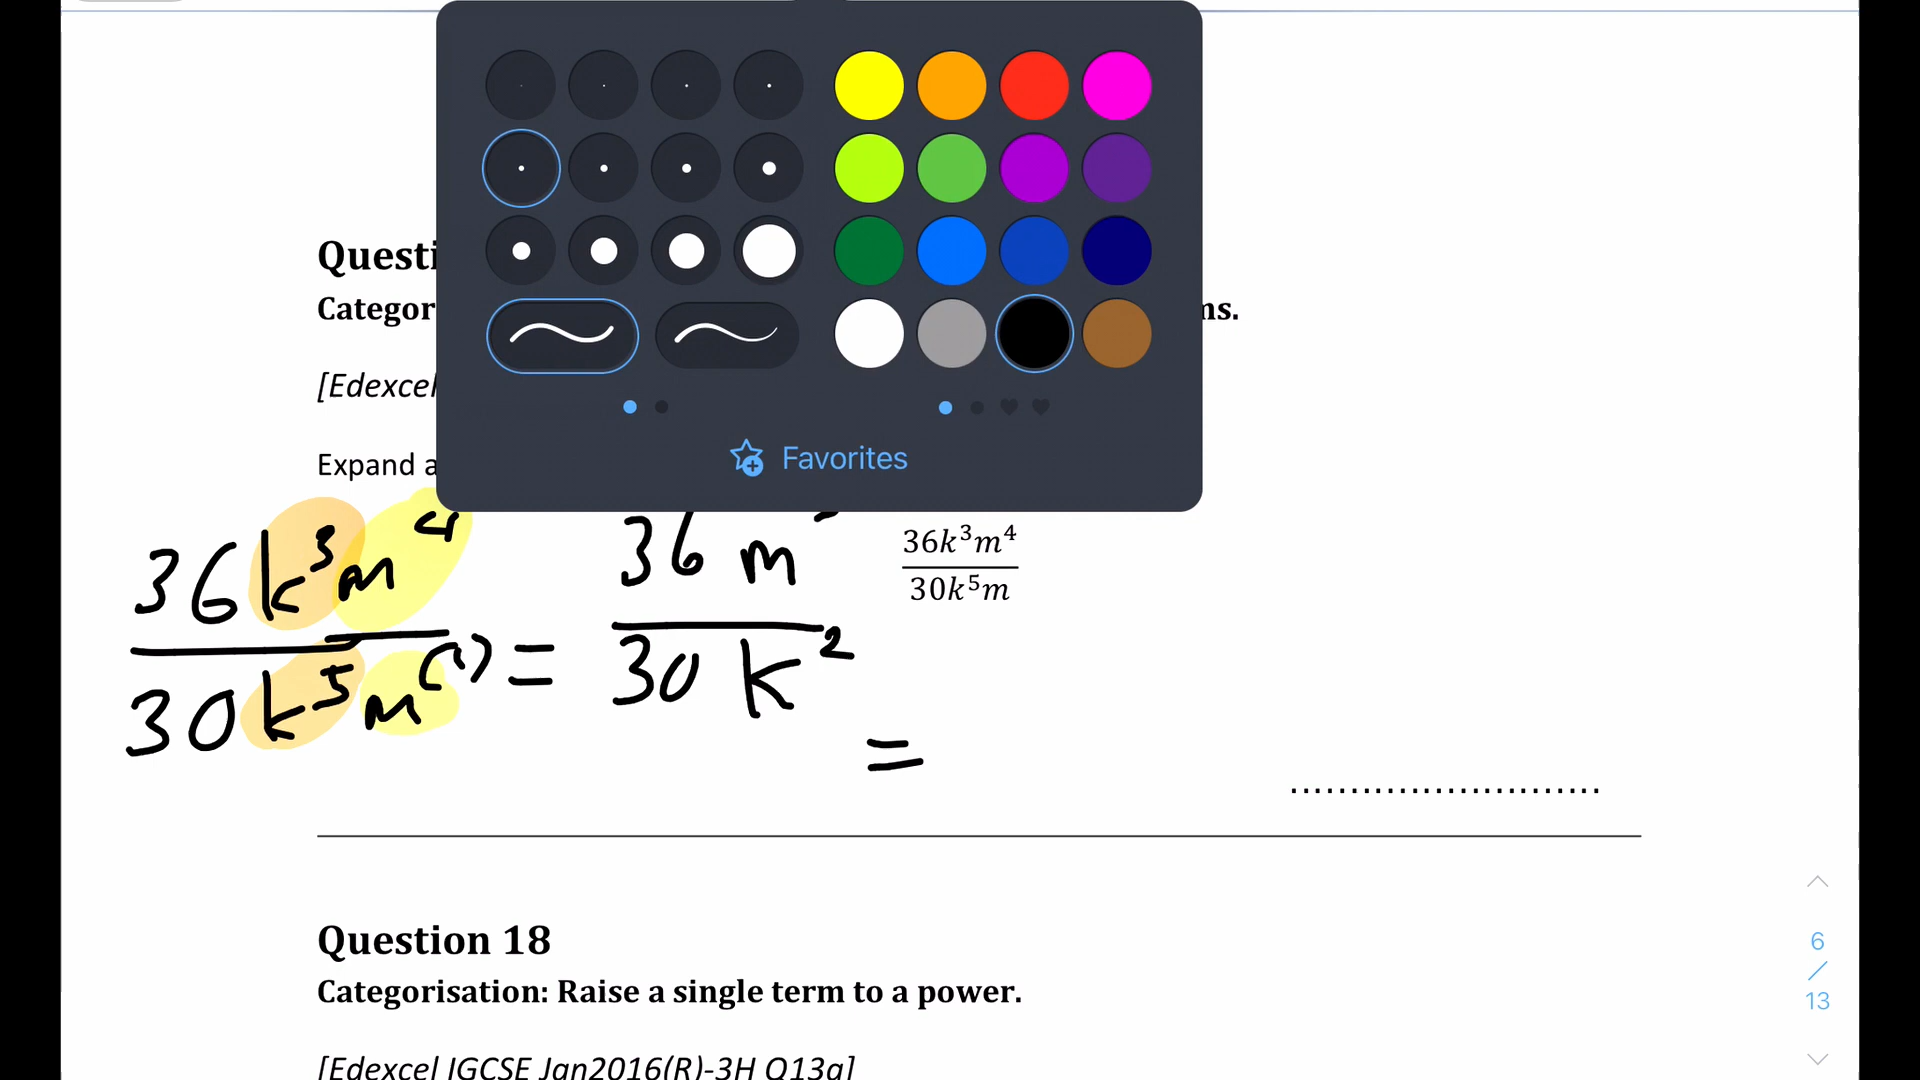 Questi
Categor ns.
[Edexcel
Expand a
Favorites
36k³m⁴
30k⁵m⁽¹⁾
=
36 m
30 k²
=
36k³m⁴
30k⁵m
..........................
Question 18
Categorisation: Raise a single term to a power.
[Edexcel IGCSE Jan2016(R)-3H Q13a]
6
/
13